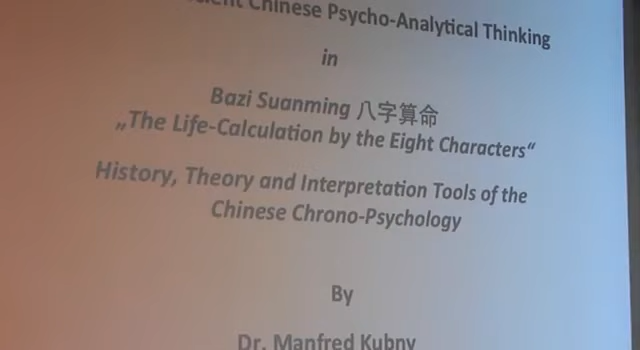 Chinese Psycho-Analytical Thinking
in
Bazi Suanming 八字算命
„The Life-Calculation by the Eight Characters“
History, Theory and Interpretation Tools of the
Chinese Chrono-Psychology
By
Dr. Manfred Kubny